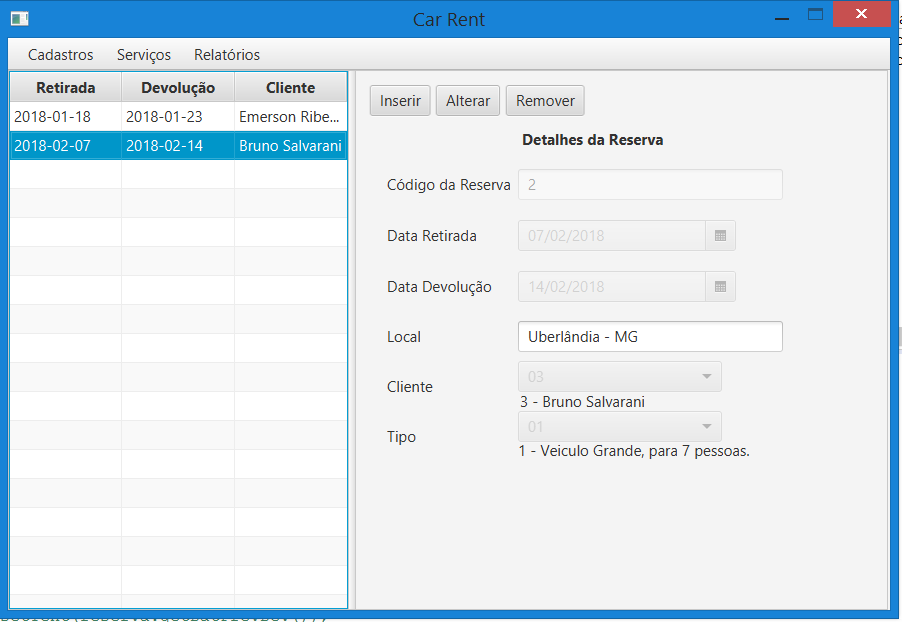 Car Rent
Cadastros Serviços Relatórios
Retirada Devolução Cliente
2018-01-18 2018-01-23 Emerson Ribe...
2018-02-07 2018-02-14 Bruno Salvarani
Inserir Alterar Remover
Detalhes da Reserva
Código da Reserva 2
Data Retirada 07/02/2018
Data Devolução 14/02/2018
Local Uberlândia - MG
Cliente 03
3 - Bruno Salvarani
Tipo 01
1 - Veiculo Grande, para 7 pessoas.